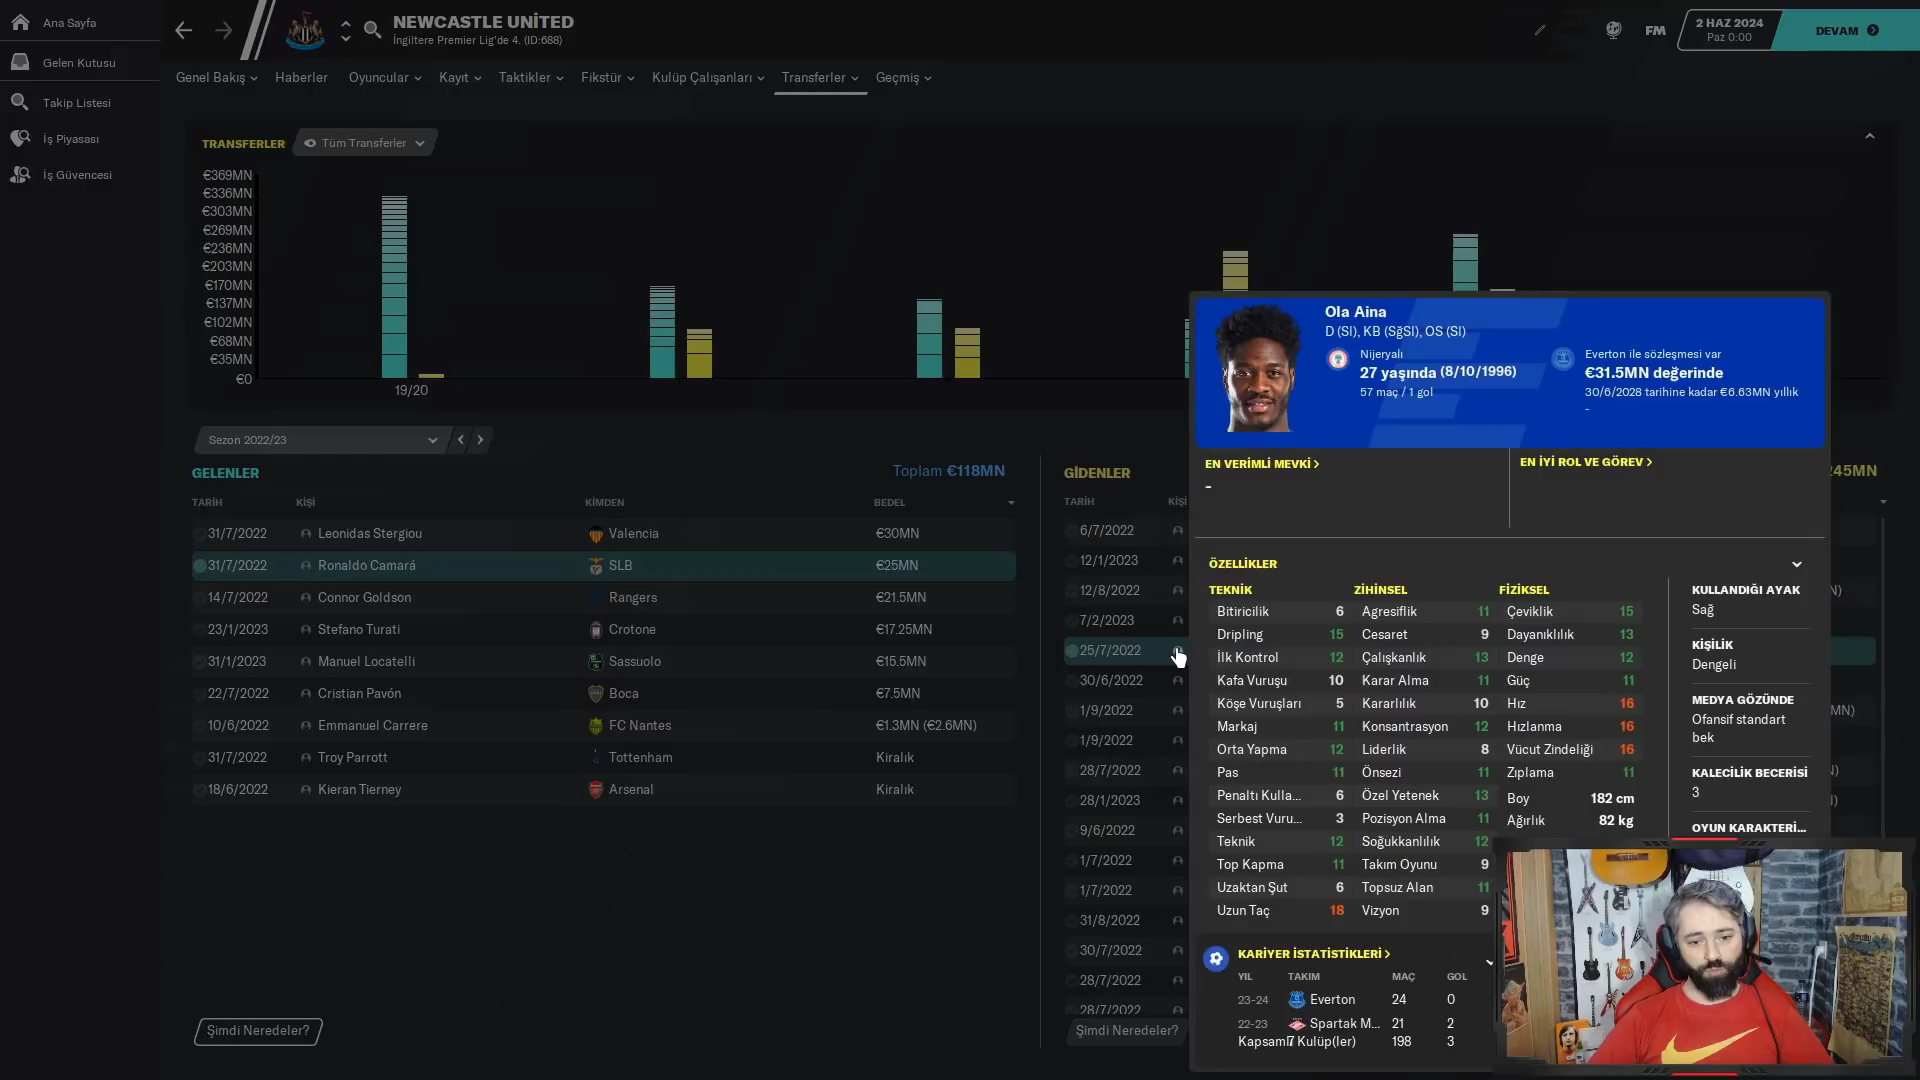 Ana Sayfa
Gelen Kutusu
Takip Listesi
İş Piyasası
İş Güvencesi
NEWCASTLE UNİTED
İngiltere Premier Lig'de 4. (ID:688)
FM
2 HAZ 2024
Paz 0:00
DEVAM
Genel Bakış
Haberler
Oyuncular
Kayıt
Taktikler
Fikstür
Kulüp Çalışanları
Transferler
Geçmiş
TRANSFERLER
Tüm Transferler
€369MN
€336MN
€303MN
€269MN
€236MN
€203MN
€170MN
€137MN
€102MN
€68MN
€35MN
€0
19/20
Sezon 2022/23
GELENLER
Toplam €118MN
TARİH KİŞİ KİMDEN BEDEL
31/7/2022 Leonidas Stergiou Valencia €30MN
31/7/2022 Ronaldo Camará SLB €25MN
14/7/2022 Connor Goldson Rangers €21.5MN
23/1/2023 Stefano Turati Crotone €17.25MN
31/1/2023 Manuel Locatelli Sassuolo €15.5MN
22/7/2022 Cristian Pavón Boca €7.5MN
10/6/2022 Emmanuel Carrere FC Nantes €1.3MN (€2.6MN)
31/7/2022 Troy Parrott Tottenham Kiralık
18/6/2022 Kieran Tierney Arsenal Kiralık
Şimdi Neredeler?
GİDENLER
245MN
TARİH KİŞİ
6/7/2022
12/1/2023
12/8/2022
7/2/2023
25/7/2022
30/6/2022
1/9/2022
1/9/2022
28/7/2022
28/1/2023
9/6/2022
1/7/2022
1/7/2022
31/8/2022
30/7/2022
28/7/2022
28/7/2022
Şimdi Neredeler?
Ola Aina
D (Sl), KB (SğSl), OS (Sl)
Nijeryalı
27 yaşında (8/10/1996)
57 maç / 1 gol
Everton ile sözleşmesi var
€31.5MN değerinde
30/6/2028 tarihine kadar €6.63MN yıllık
-
EN VERİMLİ MEVKİ
-
EN İYİ ROL VE GÖREV
ÖZELLİKLER
TEKNİK ZİHİNSEL FİZİKSEL
Bitiricilik 6 Agresiflik 11 Çeviklik 15
Dripling 15 Cesaret 9 Dayanıklılık 13
İlk Kontrol 12 Çalışkanlık 13 Denge 12
Kafa Vuruşu 10 Karar Alma 11 Güç 11
Köşe Vuruşları 5 Kararlılık 10 Hız 16
Markaj 11 Konsantrasyon 12 Hızlanma 16
Orta Yapma 12 Liderlik 8 Vücut Zindeliği 16
Pas 11 Önsezi 11 Zıplama 11
Penaltı Kulla... 6 Özel Yetenek 13 Boy 182 cm
Serbest Vuru... 3 Pozisyon Alma 11 Ağırlık 82 kg
Teknik 12 Soğukkanlılık 12
Top Kapma 11 Takım Oyunu 9
Uzaktan Şut 6 Topsuz Alan 11
Uzun Taç 18 Vizyon 9
KULLANDIĞI AYAK
Sağ
KİŞİLİK
Dengeli
MEDYA GÖZÜNDE
Ofansif standart
bek
KALECİLİK BECERİSİ
3
OYUN KARAKTERİ...
KARİYER İSTATİSTİKLERİ
YIL TAKIM MAÇ GOL
23-24 Everton 24 0
22-23 Spartak M... 21 2
Kapsaml 7 Kulüp(ler) 198 3